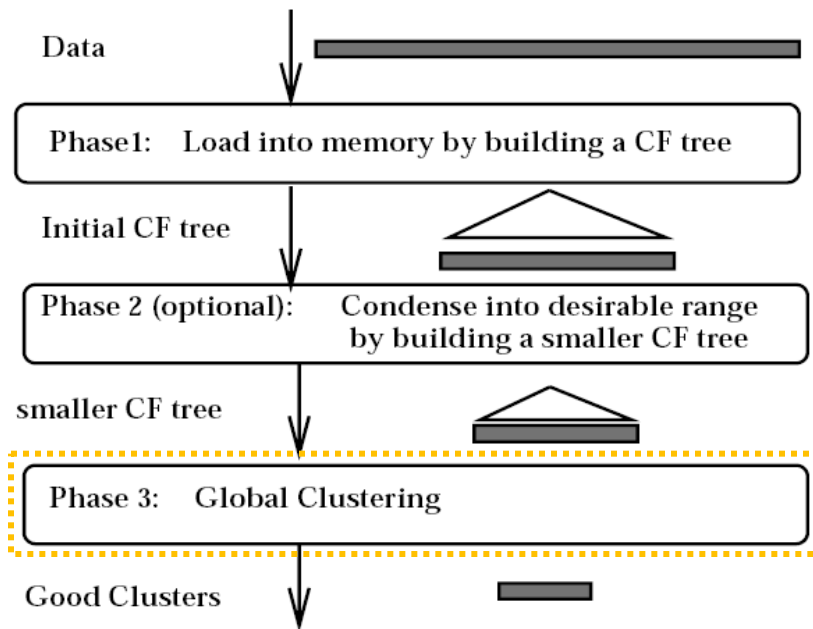 Data
Phase1: Load into memory by building a CF tree
Initial CF tree
Phase 2 (optional): Condense into desirable range
by building a smaller CF tree
smaller CF tree
Phase 3: Global Clustering
Good Clusters